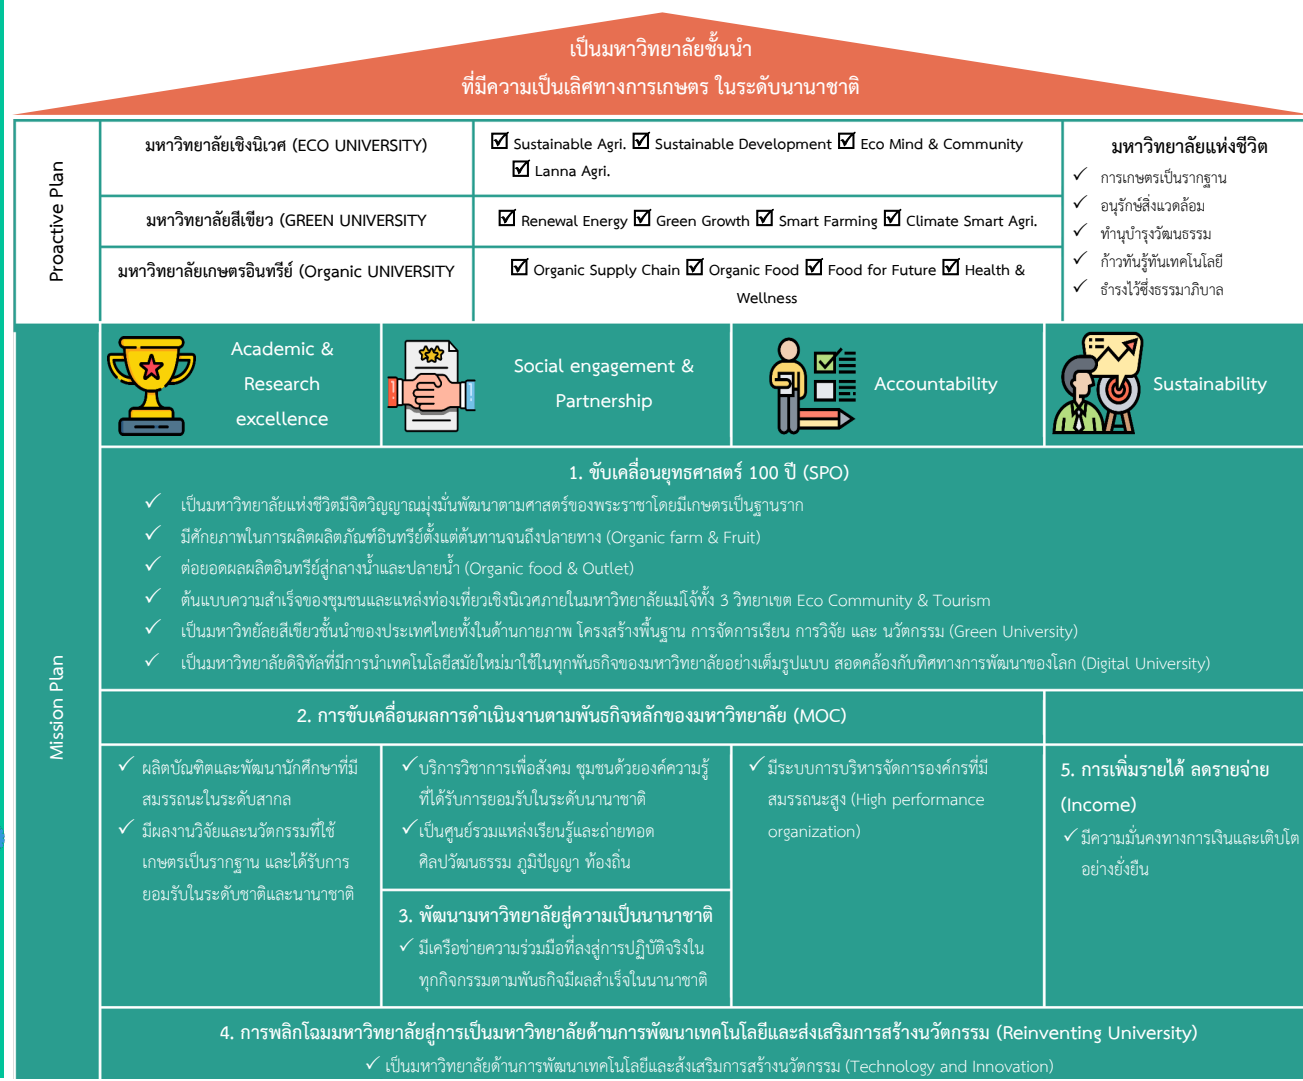 เป็นมหาวิทยาลัยชั้นนำ
ที่มีความเป็นเลิศทางการเกษตร ในระดับนานาชาติ
Proactive Plan
มหาวิทยาลัยเชิงนิเวศ (ECO UNIVERSITY)
☑ Sustainable Agri. ☑ Sustainable Development ☑ Eco Mind & Community
☑ Lanna Agri.
มหาวิทยาลัยสีเขียว (GREEN UNIVERSITY
☑ Renewal Energy ☑ Green Growth ☑ Smart Farming ☑ Climate Smart Agri.
มหาวิทยาลัยเกษตรอินทรีย์ (Organic UNIVERSITY
☑ Organic Supply Chain ☑ Organic Food ☑ Food for Future ☑ Health &
Wellness
มหาวิทยาลัยแห่งชีวิต
✓ การเกษตรเป็นรากฐาน
✓ อนุรักษ์สิ่งแวดล้อม
✓ ทำนุบำรุงวัฒนธรรม
✓ ก้าวทันรู้ทันเทคโนโลยี
✓ ธำรงไว้ซึ่งธรรมาภิบาล
Mission Plan
Academic &
Research
excellence
Social engagement &
Partnership
Accountability
Sustainability
1. ขับเคลื่อนยุทธศาสตร์ 100 ปี (SPO)
✓ เป็นมหาวิทยาลัยแห่งชีวิตมีจิตวิญญาณมุ่งมั่นพัฒนาตามศาสตร์ของพระราชาโดยมีเกษตรเป็นฐานราก
✓ มีศักยภาพในการผลิตผลิตภัณฑ์อินทรีย์ตั้งแต่ต้นทานจนถึงปลายทาง (Organic farm & Fruit)
✓ ต่อยอดผลผลิตอินทรีย์สู่กลางน้ำและปลายน้ำ (Organic food & Outlet)
✓ ต้นแบบความสำเร็จของชุมชนและแหล่งท่องเที่ยวเชิงนิเวศภายในมหาวิทยาลัยแม่โจ้ทั้ง 3 วิทยาเขต Eco Community & Tourism
✓ เป็นมหาวิทยัลยสีเขียวชั้นนำของประเทศไทยทั้งในด้านกายภาพ โครงสร้างพื้นฐาน การจัดการเรียน การวิจัย และ นวัตกรรม (Green University)
✓ เป็นมหาวิทยาลัยดิจิทัลที่มีการนำเทคโนโลยีสมัยใหม่มาใช้ในทุกพันธกิจของมหาวิทยาลัยอย่างเต็มรูปแบบ สอดคล้องกับทิศทางการพัฒนาของโลก (Digital University)
2. การขับเคลื่อนผลการดำเนินงานตามพันธกิจหลักของมหาวิทยาลัย (MOC)
✓ ผลิตบัณฑิตและพัฒนานักศึกษาที่มี
สมรรถนะในระดับสากล
✓ มีผลงานวิจัยและนวัตกรรมที่ใช้
เกษตรเป็นรากฐาน และได้รับการ
ยอมรับในระดับชาติและนานาชาติ
✓ บริการวิชาการเพื่อสังคม ชุมชนด้วยองค์ความรู้
ที่ได้รับการยอมรับในระดับนานาชาติ
✓ เป็นศูนย์รวมแหล่งเรียนรู้และถ่ายทอด
ศิลปวัฒนธรรม ภูมิปัญญา ท้องถิ่น
3. พัฒนามหาวิทยาลัยสู่ความเป็นนานาชาติ
✓ มีเครือข่ายความร่วมมือที่ลงสู่การปฏิบัติจริงใน
ทุกกิจกรรมตามพันธกิจมีผลสำเร็จในนานาชาติ
✓ มีระบบการบริหารจัดการองค์กรที่มี
สมรรถนะสูง (High performance
organization)
5. การเพิ่มรายได้ ลดรายจ่าย
(Income)
✓ มีความมั่นคงทางการเงินและเติบโต
อย่างยั่งยืน
4. การพลิกโฉมมหาวิทยาลัยสู่การเป็นมหาวิทยาลัยด้านการพัฒนาเทคโนโลยีและส่งเสริมการสร้างนวัตกรรม (Reinventing University)
✓ เป็นมหาวิทยาลัยด้านการพัฒนาเทคโนโลยีและส้งเสริมการสร้างนวัตกรรม (Technology and Innovation)